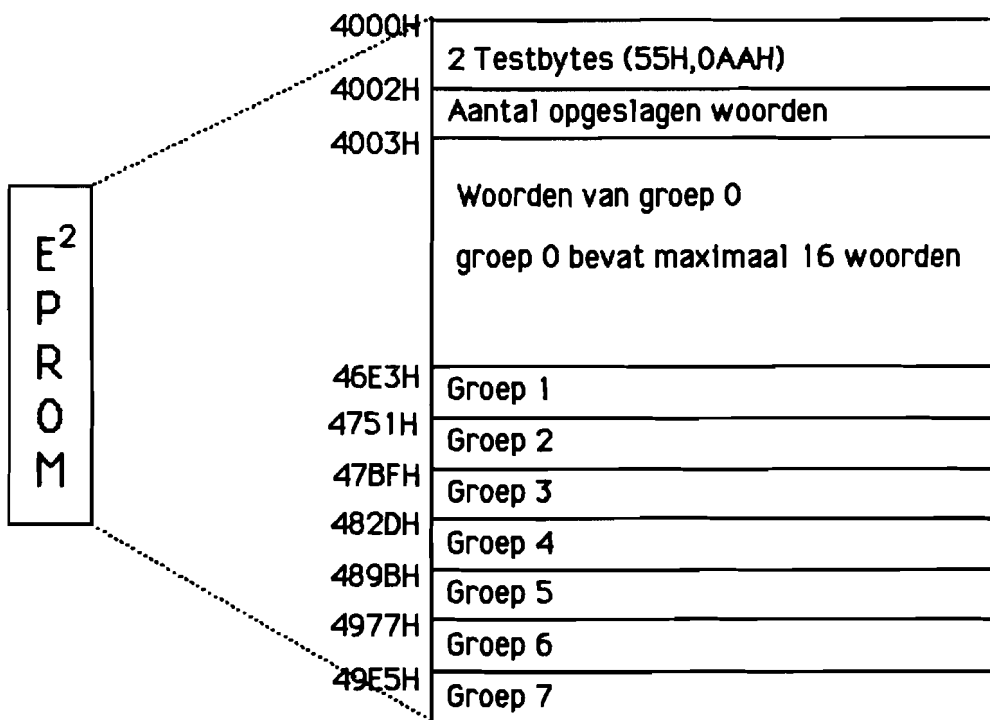 4000H
2 Testbytes (55H,0AAH)
4002H
Aantal opgeslagen woorden
4003H
Woorden van groep 0
groep 0 bevat maximaal 16 woorden
E²
P
R
O
M
46E3H
Groep 1
4751H
Groep 2
47BFH
Groep 3
482DH
Groep 4
489BH
Groep 5
4977H
Groep 6
49E5H
Groep 7